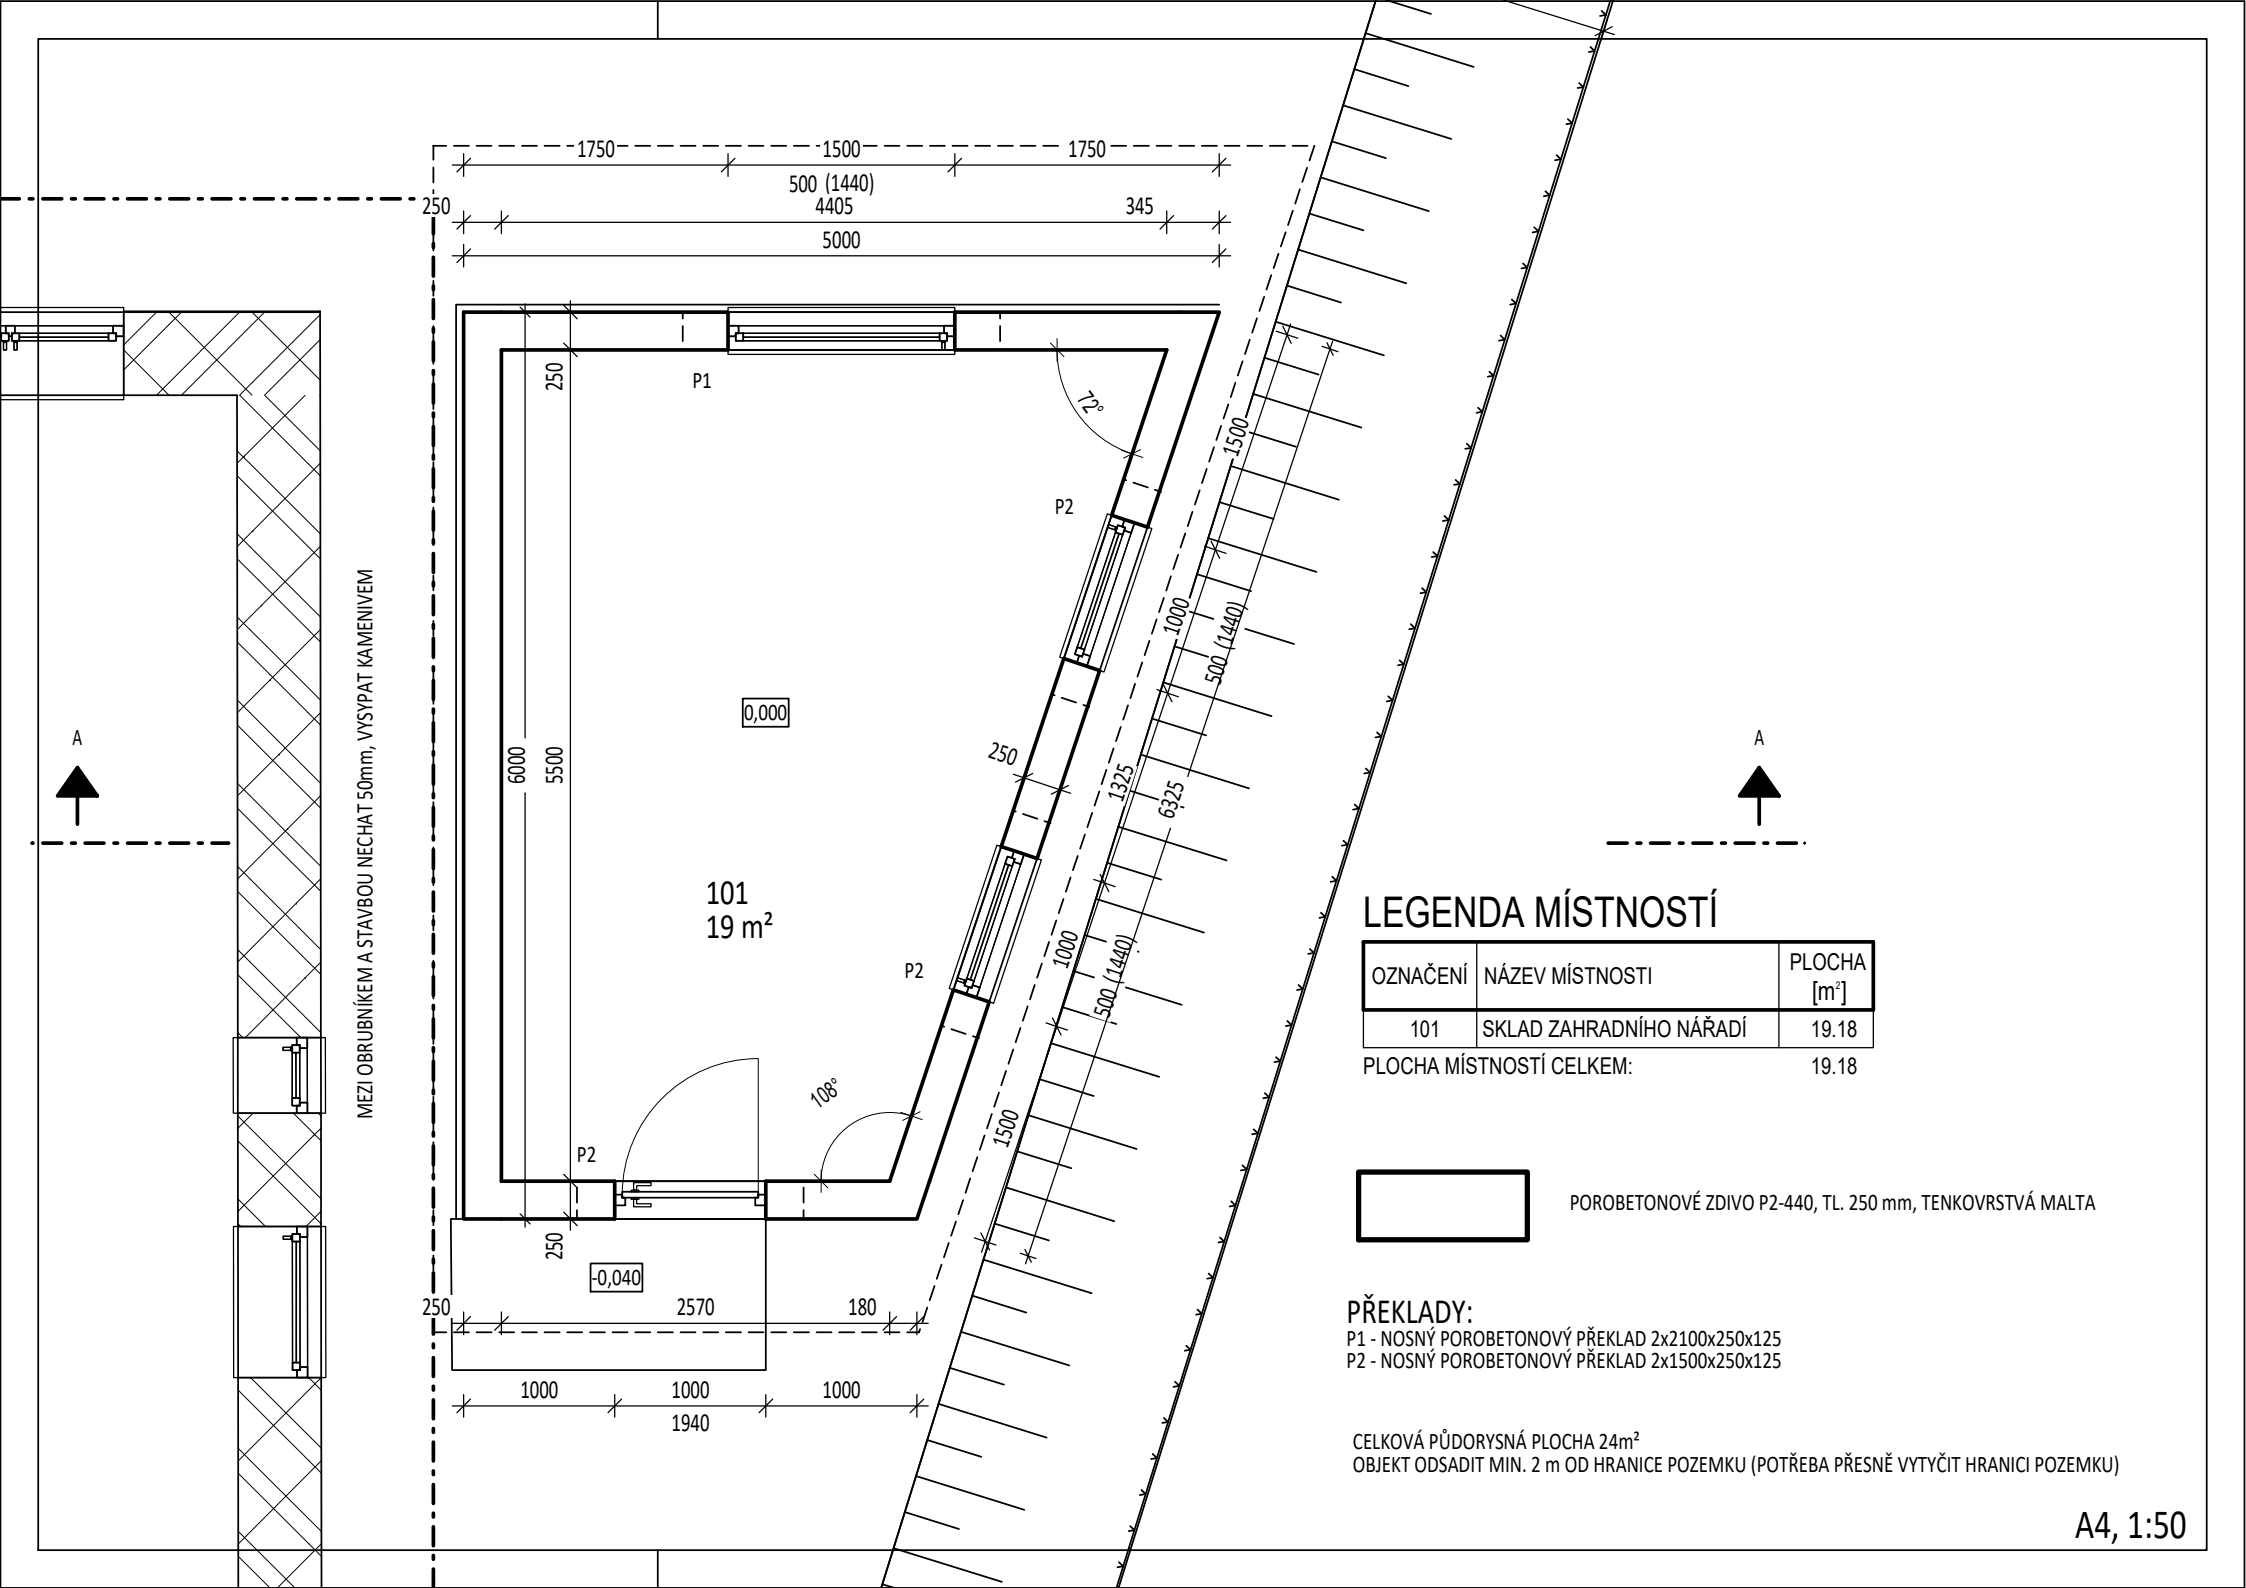 1750
1500
1750
500 (1440)
250
4405
345
5000
250
P1
72°
1500
P2
MEZI OBRUBNÍKEM A STAVBOU NECHAT 50mm, VYSYPAT KAMENIVEM
1000
500 (1440)
0,000
A
6000
5500
250
1325
6325
A
101
19 m²
P2
1000
500 (1440)
108°
1500
P2
250
-0,040
250
2570
180
1000
1000
1000
1940
LEGENDA MÍSTNOSTÍ
OZNAČENÍ NÁZEV MÍSTNOSTI PLOCHA [m²]
101 SKLAD ZAHRADNÍHO NÁŘADÍ 19.18
PLOCHA MÍSTNOSTÍ CELKEM: 19.18
POROBETONOVÉ ZDIVO P2-440, TL. 250 mm, TENKOVRSTVÁ MALTA
PŘEKLADY:
P1 - NOSNÝ POROBETONOVÝ PŘEKLAD 2x2100x250x125
P2 - NOSNÝ POROBETONOVÝ PŘEKLAD 2x1500x250x125
CELKOVÁ PŮDORYSNÁ PLOCHA 24m²
OBJEKT ODSADIT MIN. 2 m OD HRANICE POZEMKU (POTŘEBA PŘESNĚ VYTYČIT HRANICI POZEMKU)
A4, 1:50